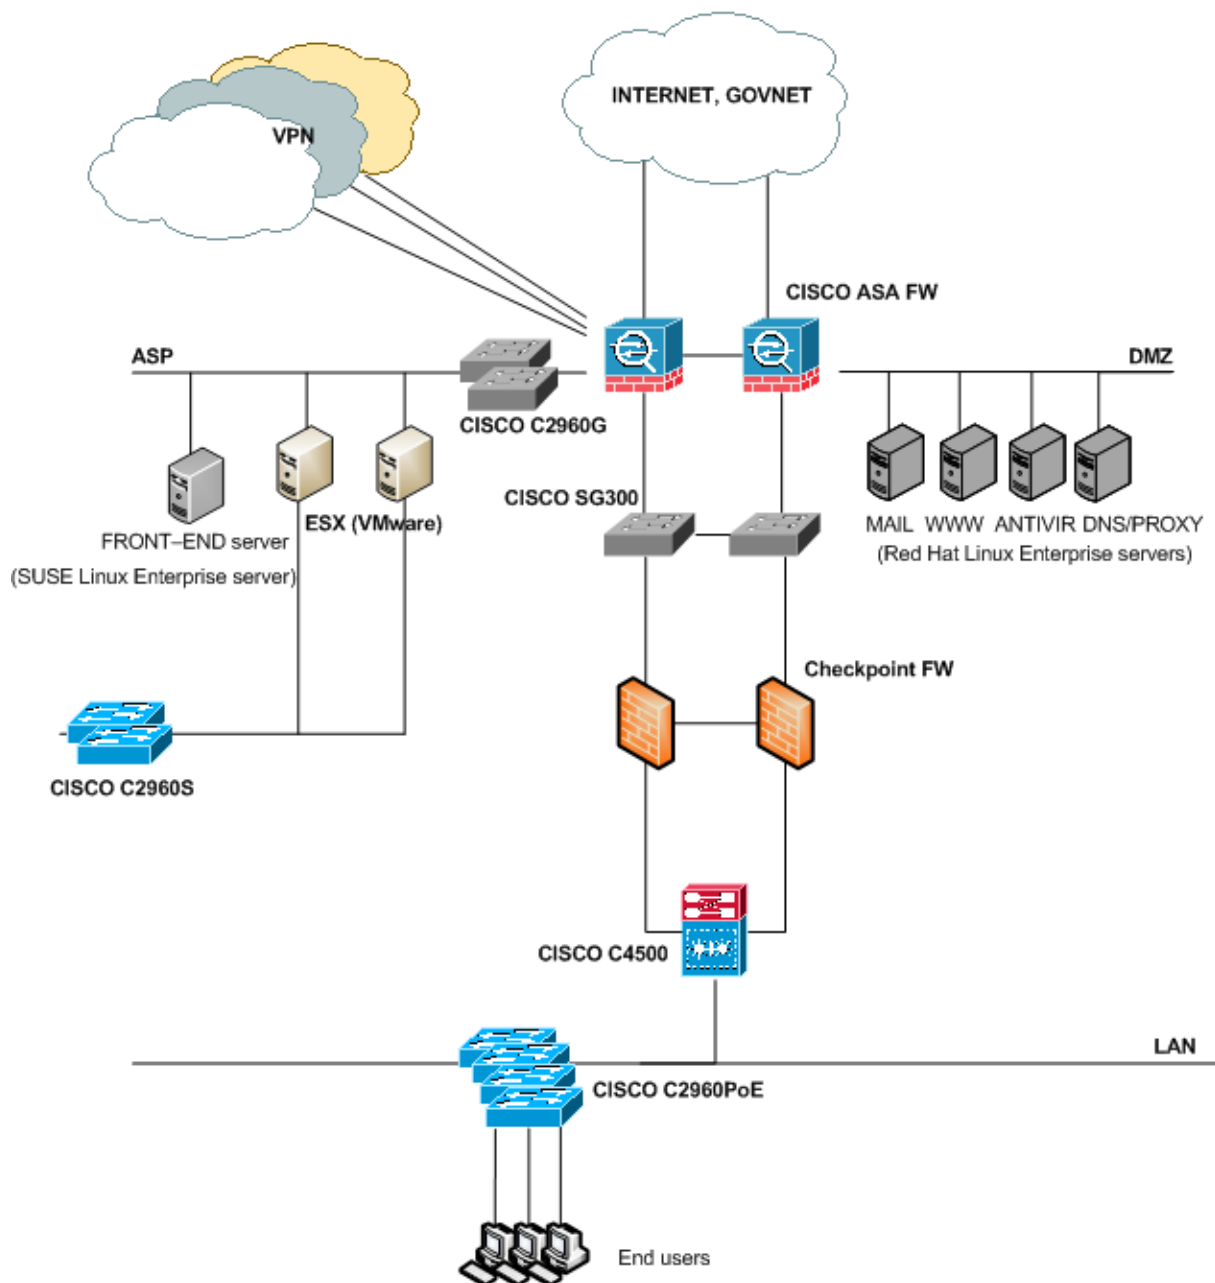 INTERNET, GOVNET
VPN
CISCO ASA FW
ASP
DMZ
CISCO C2960G
CISCO SG300
ESX (VMware)
FRONT–END server
(SUSE Linux Enterprise server)
MAIL WWW ANTIVIR DNS/PROXY
(Red Hat Linux Enterprise servers)
Checkpoint FW
CISCO C2960S
CISCO C4500
LAN
CISCO C2960PoE
End users